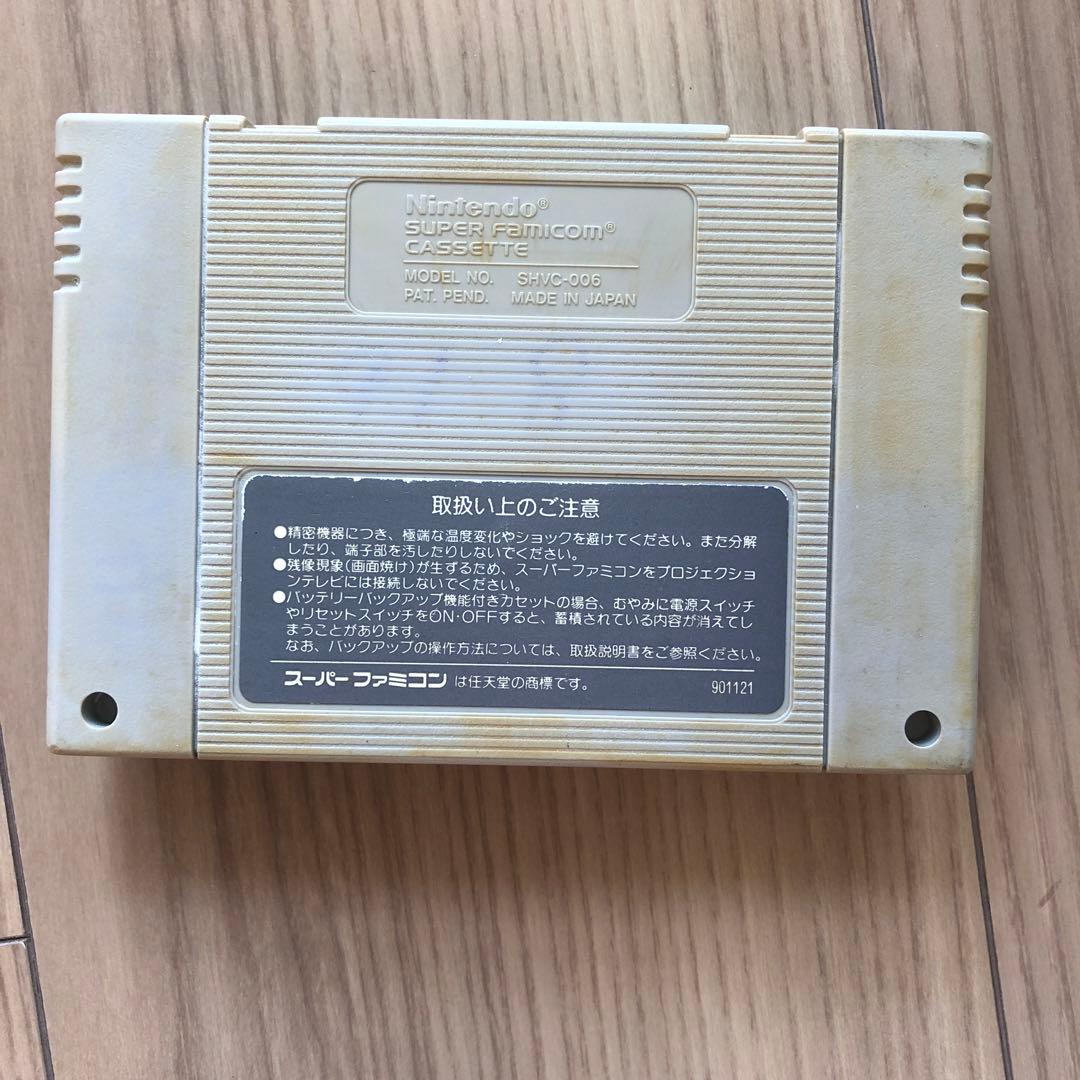 Nintendo®
SUPER FAMICOM®
CASSETTE
MODEL NO. SHVC-006
PAT. PEND. MADE IN JAPAN
取扱い上のご注意
●精密機器につき、極端な温度変化やショックを避けてください。また分解
したり、端子部を汚したりしないでください。
●残像現象(画面焼け)が生ずるため、スーパーファミコンをプロジェクショ
ンテレビには接続しないでください。
●バッテリーバックアップ機能付きカセットの場合、むやみに電源スイッチ
やリセットスイッチをON・OFFすると、蓄積されている内容が消えてし
まうことがあります。
なお、バックアップの操作方法については、取扱説明書をご参照ください。
スーパーファミコン は任天堂の商標です。 901121